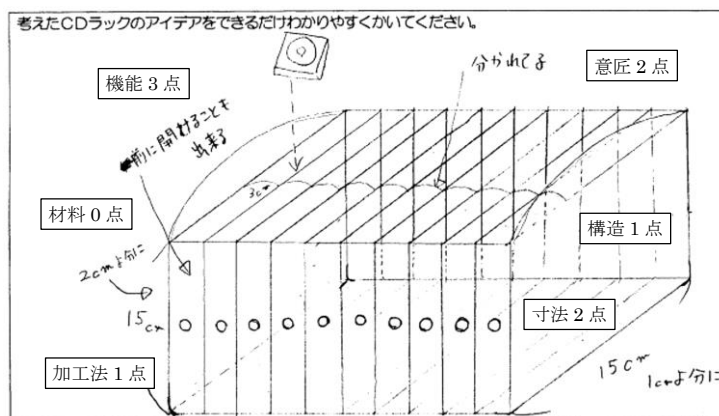 考えたCDラックのアイデアをできるだけわかりやすくかいてください。
機能 3 点
分かれてる
意匠 2 点
前に開けることも
出来る
3cm
材料 0 点
構造 1 点
2cmよ分に
15cm
寸法 2 点
加工法 1 点
15cm
1cmよ分に